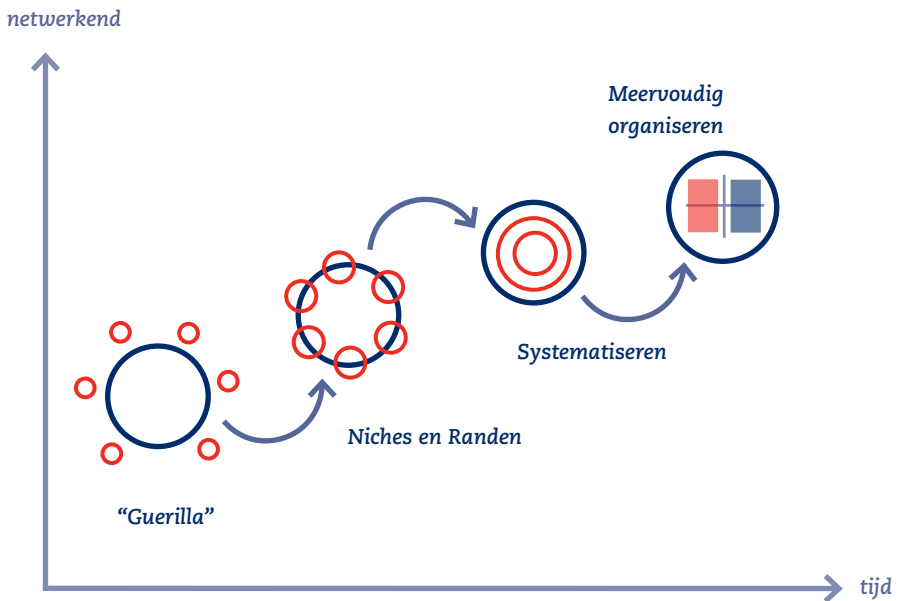 netwerkend
Meervoudig
organiseren
Systematiseren
Niches en Randen
“Guerilla”
tijd